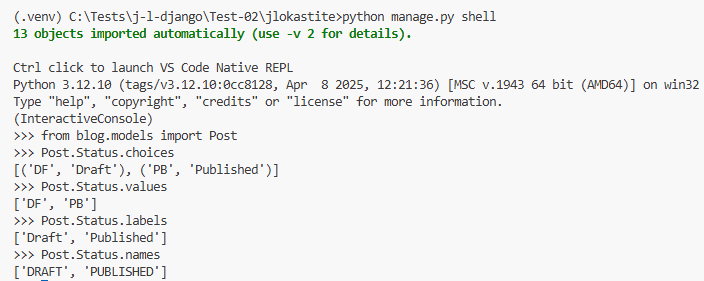 (.venv) C:\Tests\j-l-django\Test-02\jlokastite>python manage.py shell
13 objects imported automatically (use -v 2 for details).
Ctrl click to launch VS Code Native REPL
Python 3.12.10 (tags/v3.12.10:0cc8128, Apr  8 2025, 12:21:36) [MSC v.1943 64 bit (AMD64)] on win32
Type "help", "copyright", "credits" or "license" for more information.
(InteractiveConsole)
>>> from blog.models import Post
>>> Post.Status.choices
[('DF', 'Draft'), ('PB', 'Published')]
>>> Post.Status.values
['DF', 'PB']
>>> Post.Status.labels
['Draft', 'Published']
>>> Post.Status.names
['DRAFT', 'PUBLISHED']